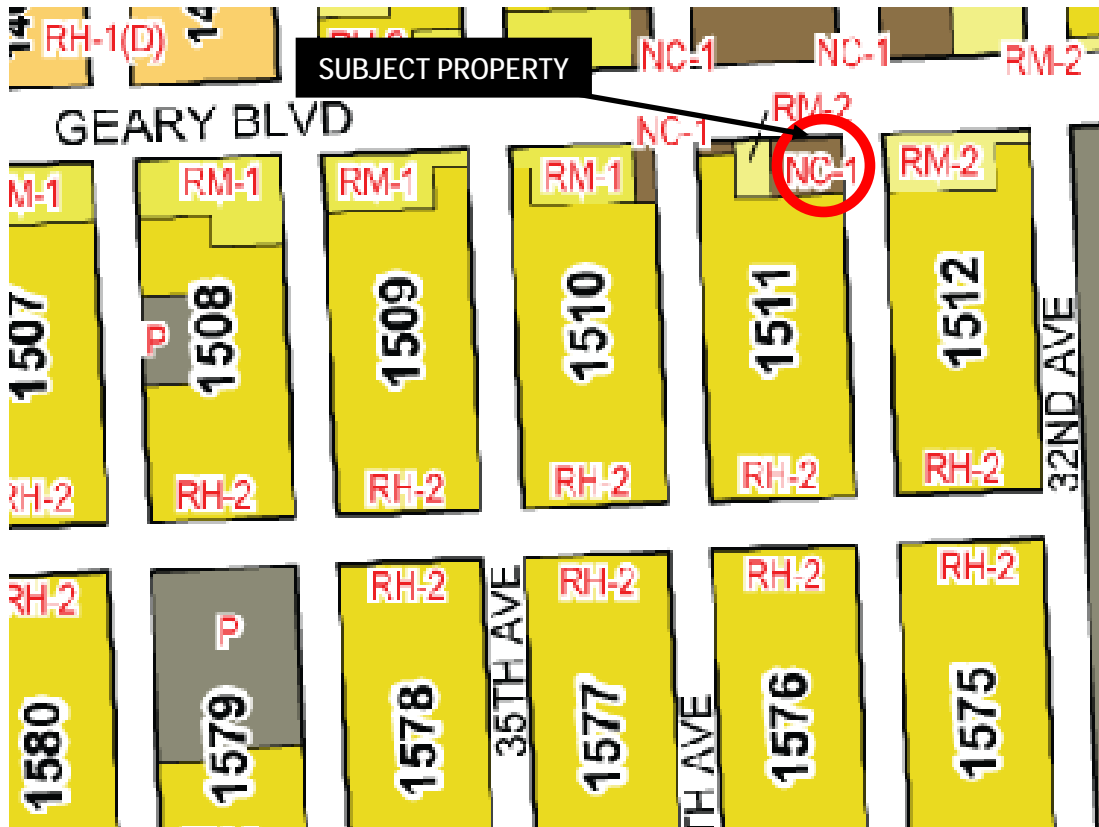 RH-1(D)
SUBJECT PROPERTY
NC-1
NC-1
RM-2
GEARY BLVD
NC-1
RM-2
M-1
RM-1
RM-1
RM-1
NC-1
RM-2
1507
P
1508
1509
1510
1511
1512
32ND AVE
RH-2
RH-2
RH-2
RH-2
RH-2
RH-2
RH-2
P
RH-2
35TH AVE
RH-2
RH-2
RH-2
1580
1579
1578
1577
TH AVE
1576
1575